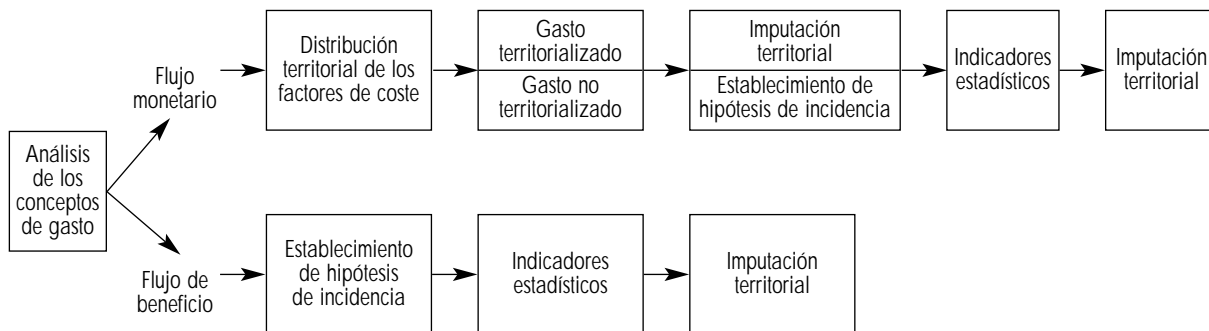 Análisis
de los
conceptos
de gasto
Flujo
monetario
Distribución
territorial de los
factores de coste
Gasto
territorializado
Gasto no
territorializado
Imputación
territorial
Establecimiento de
hipótesis de incidencia
Indicadores
estadísticos
Imputación
territorial
Flujo de
beneficio
Establecimiento
de hipótesis
de incidencia
Indicadores
estadísticos
Imputación
territorial